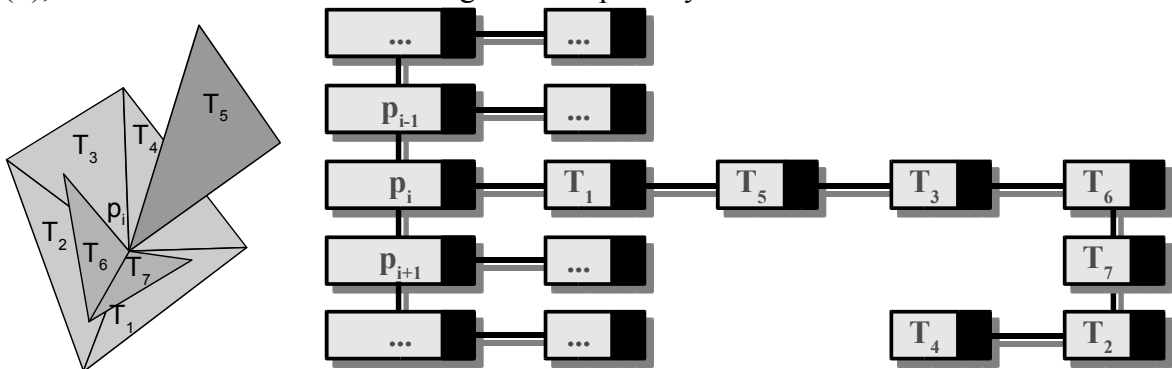 T5
T4
T3
pi
T2
T6
T7
T1
... ...
pi-1 ...
pi T1 T5 T3 T6
pi+1 ... T7
... ... T4 T2